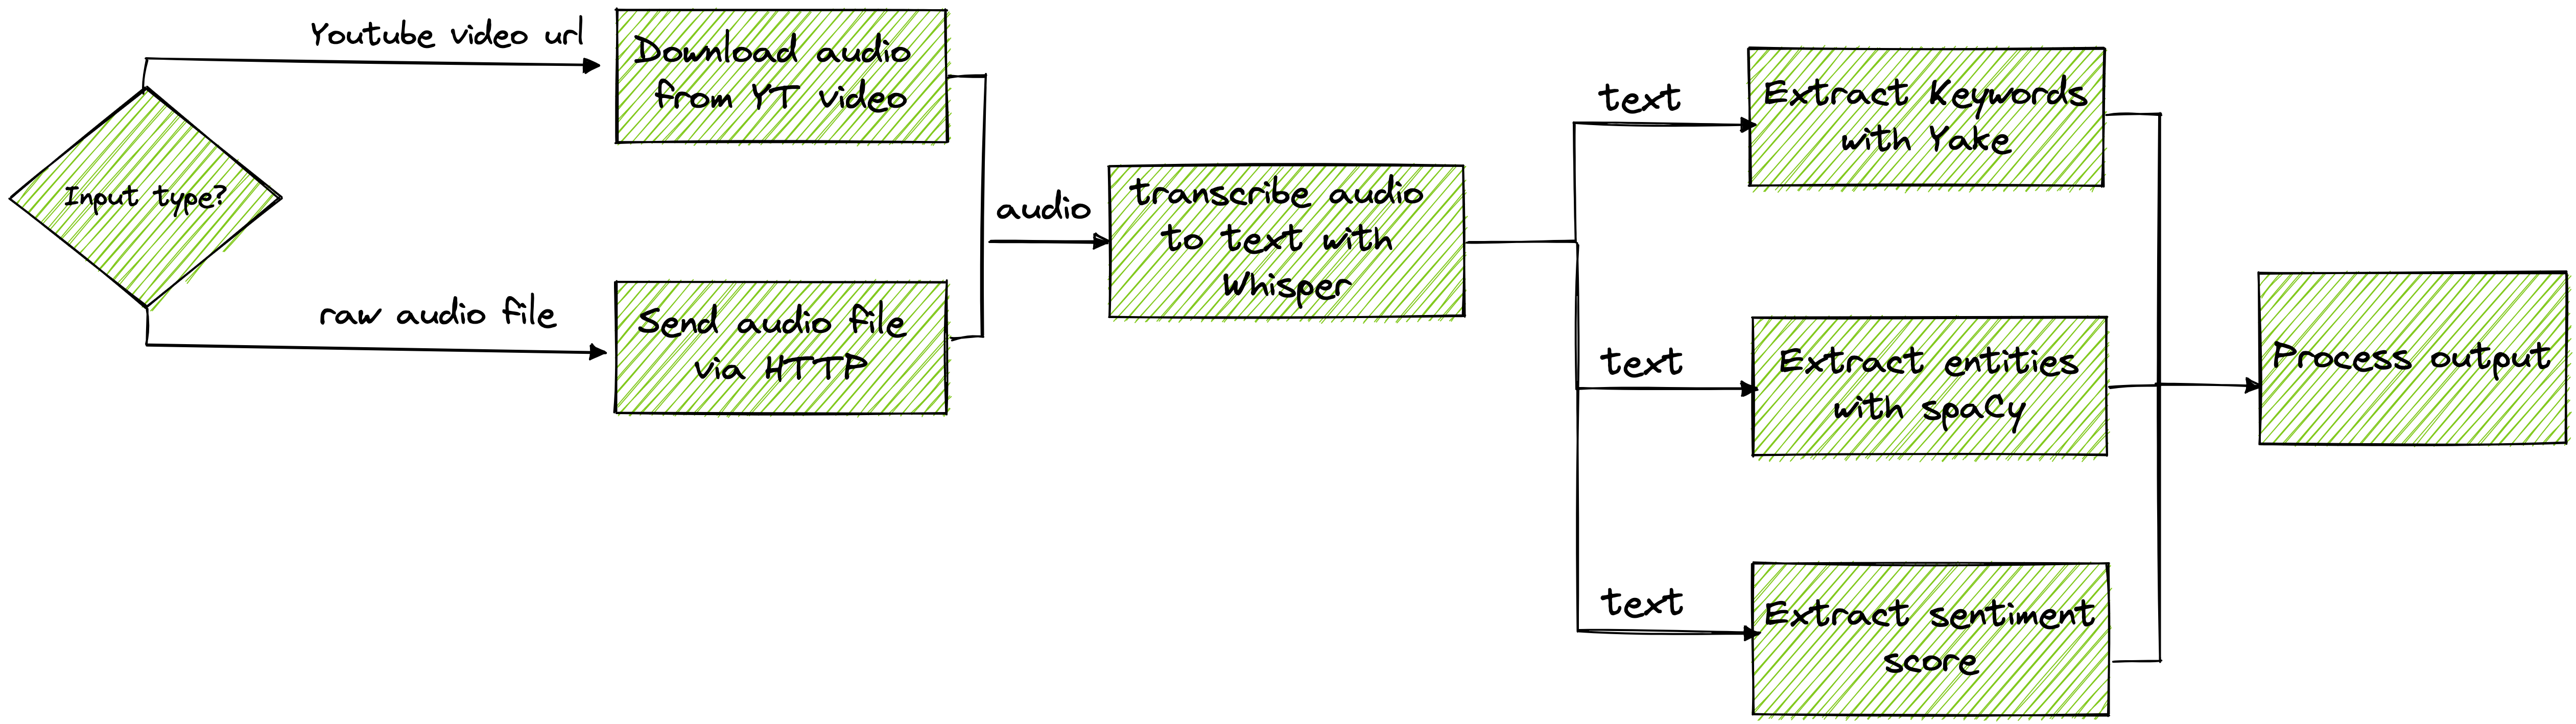 Youtube video url
Download audio
from YT video
Input type?
raw audio file
Send audio file
via HTTP
audio
transcribe audio
to text with
Whisper
text
Extract Keywords
with Yake
text
Extract entities
with spaCy
text
Extract sentiment
score
Process output